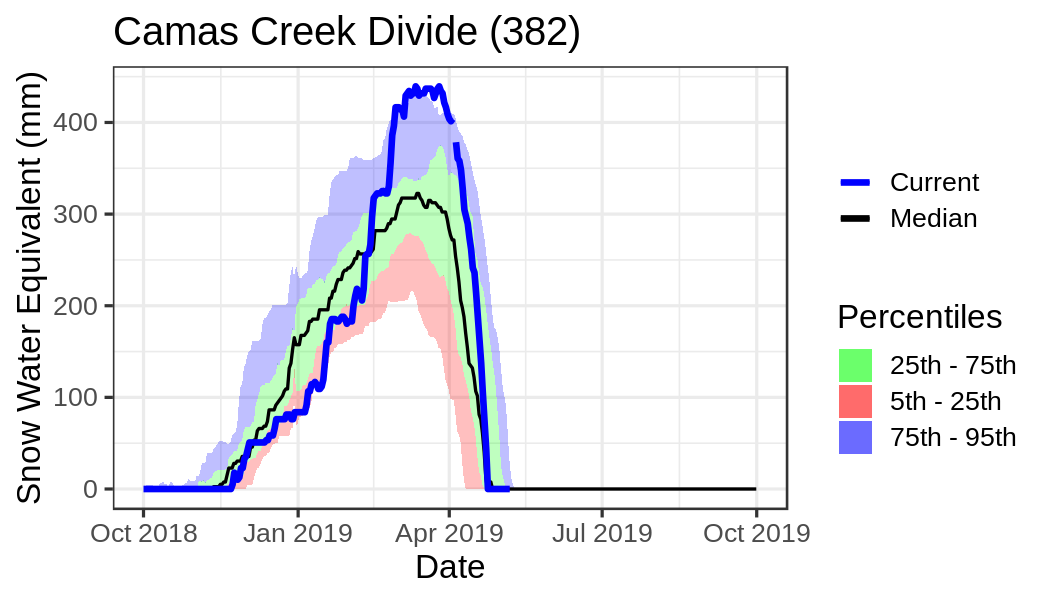 Camas Creek Divide (382)
Snow Water Equivalent (mm)
400
300
200
100
0
Oct 2018
Jan 2019
Apr 2019
Jul 2019
Oct 2019
Date
Current
Median
Percentiles
25th - 75th
5th - 25th
75th - 95th